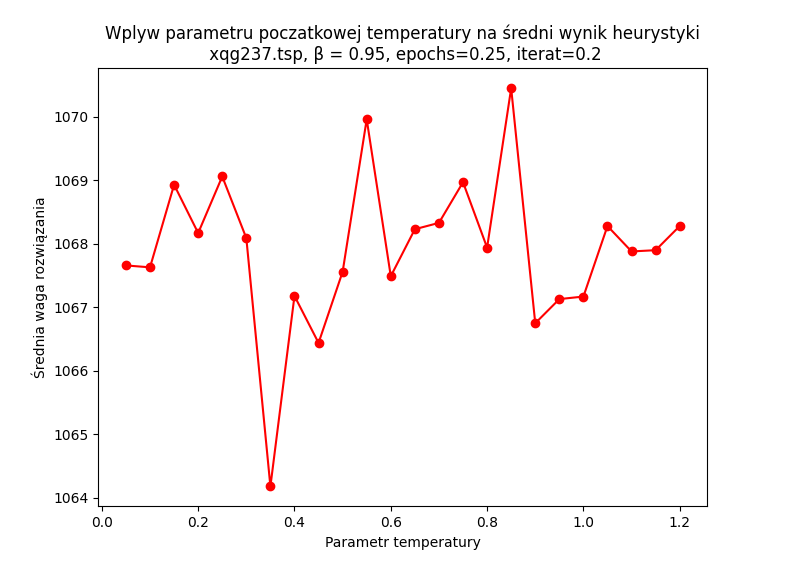 Wplyw parametru poczatkowej temperatury na średni wynik heurystyki
xqg237.tsp, β = 0.95, epochs=0.25, iterat=0.2
1070
1069
1068
1067
1066
1065
1064
Średnia waga rozwiązania
0.0 0.2 0.4 0.6 0.8 1.0 1.2
Parametr temperatury